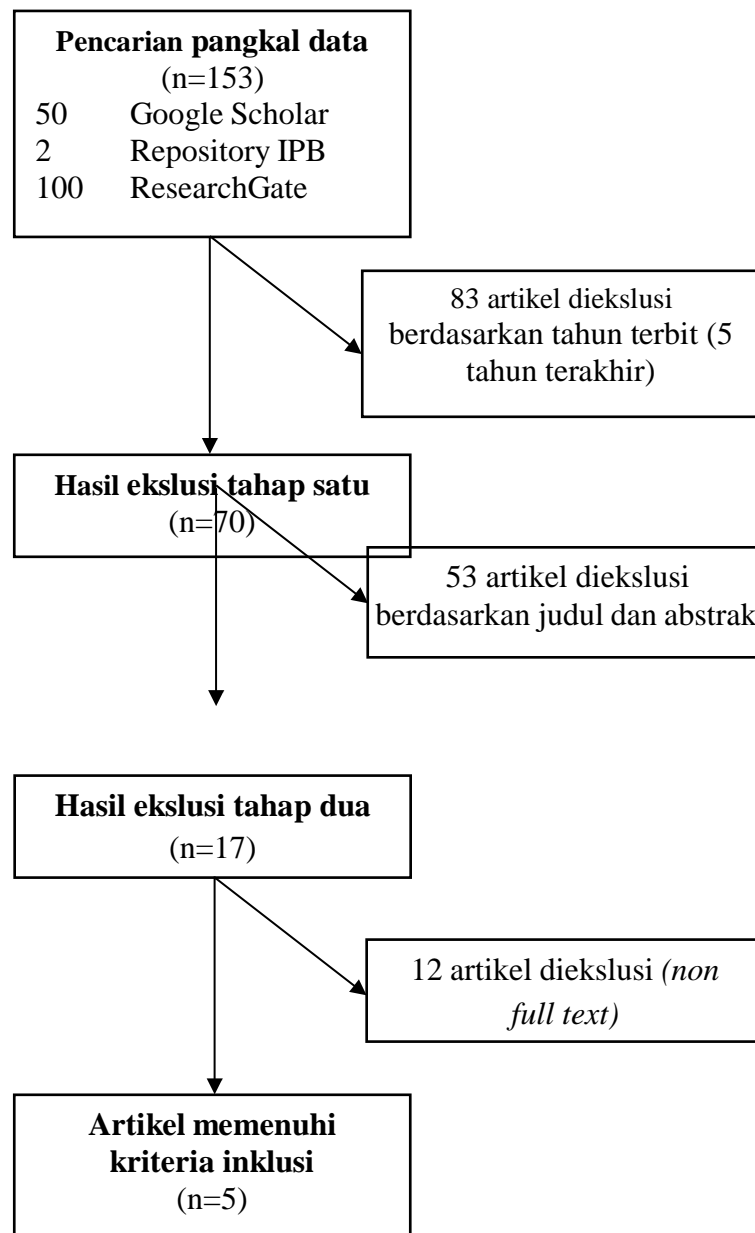 Pencarian pangkal data
(n=153)
50 Google Scholar
2 Repository IPB
100 ResearchGate
83 artikel diekslusi
berdasarkan tahun terbit (5
tahun terakhir)
Hasil ekslusi tahap satu
(n=70)
53 artikel diekslusi
berdasarkan judul dan abstrak
Hasil ekslusi tahap dua
(n=17)
12 artikel diekslusi (non
full text)
Artikel memenuhi
kriteria inklusi
(n=5)